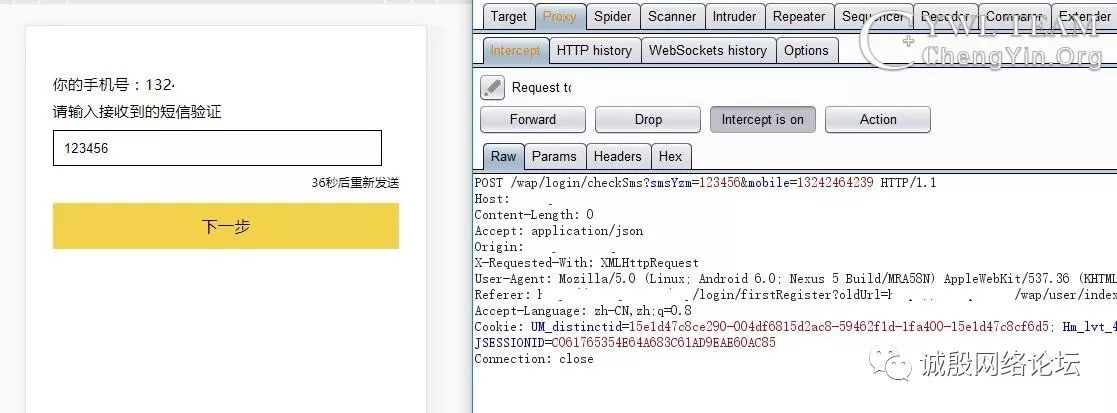 你的手机号：132
请输入接收到的短信验证
123456
36秒后重新发送
下一步
Target Proxy Spider Scanner Intruder Repeater Sequencer Decoder Comparer Extender
Intercept HTTP history WebSockets history Options
CYWL TEAM
ChengYin.Org
Request to
Forward Drop Intercept is on Action
Raw Params Headers Hex
POST /wap/login/checkSms?smsYzm=123456&mobile=13242464239 HTTP/1.1
Host:
Content-Length: 0
Accept: application/json
Origin:
X-Requested-With: XMLHttpRequest
User-Agent: Mozilla/5.0 (Linux; Android 6.0; Nexus 5 Build/MRA58N) AppleWebKit/537.36 (KHTML
Referer: h /login/firstRegister?oldUrl=h /wap/user/index
Accept-Language: zh-CN,zh;q=0.8
Cookie: UM_distinctid=15e1d47c8ce290-004df6815d2ac8-59462f1d-1fa400-15e1d47c8cf6d5; Hm_lvt_4
JSESSIONID=C061765354E64A683C61AD9EAE60AC85
Connection: close
诚殷网络论坛